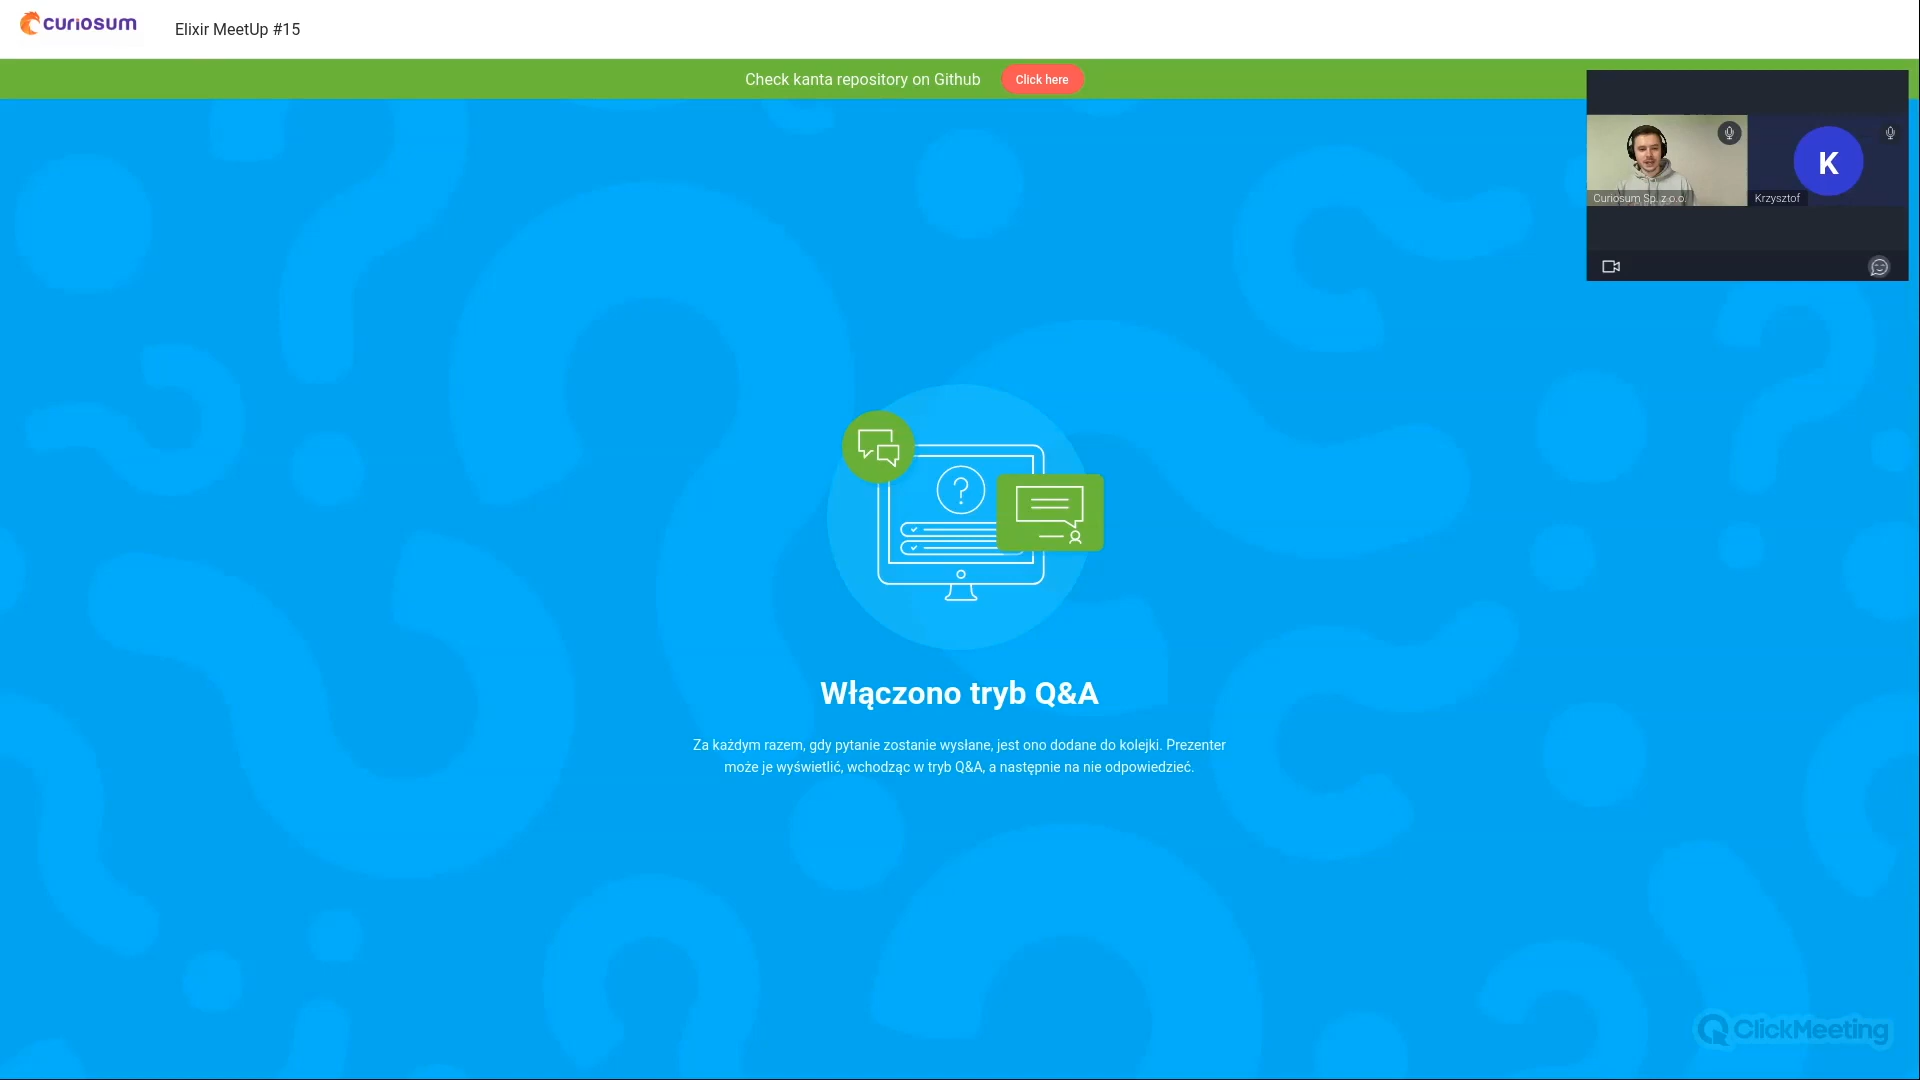 curiosum
Elixir MeetUp #15
Check kanta repository on Github
Click here
Curiosum Sp. z o.o.
K
Krzysztof
?
Włączono tryb Q&A
Za każdym razem, gdy pytanie zostanie wysłane, jest ono dodane do kolejki. Prezenter
może je wyświetlić, wchodząc w tryb Q&A, a następnie na nie odpowiedzieć.
ClickMeeting